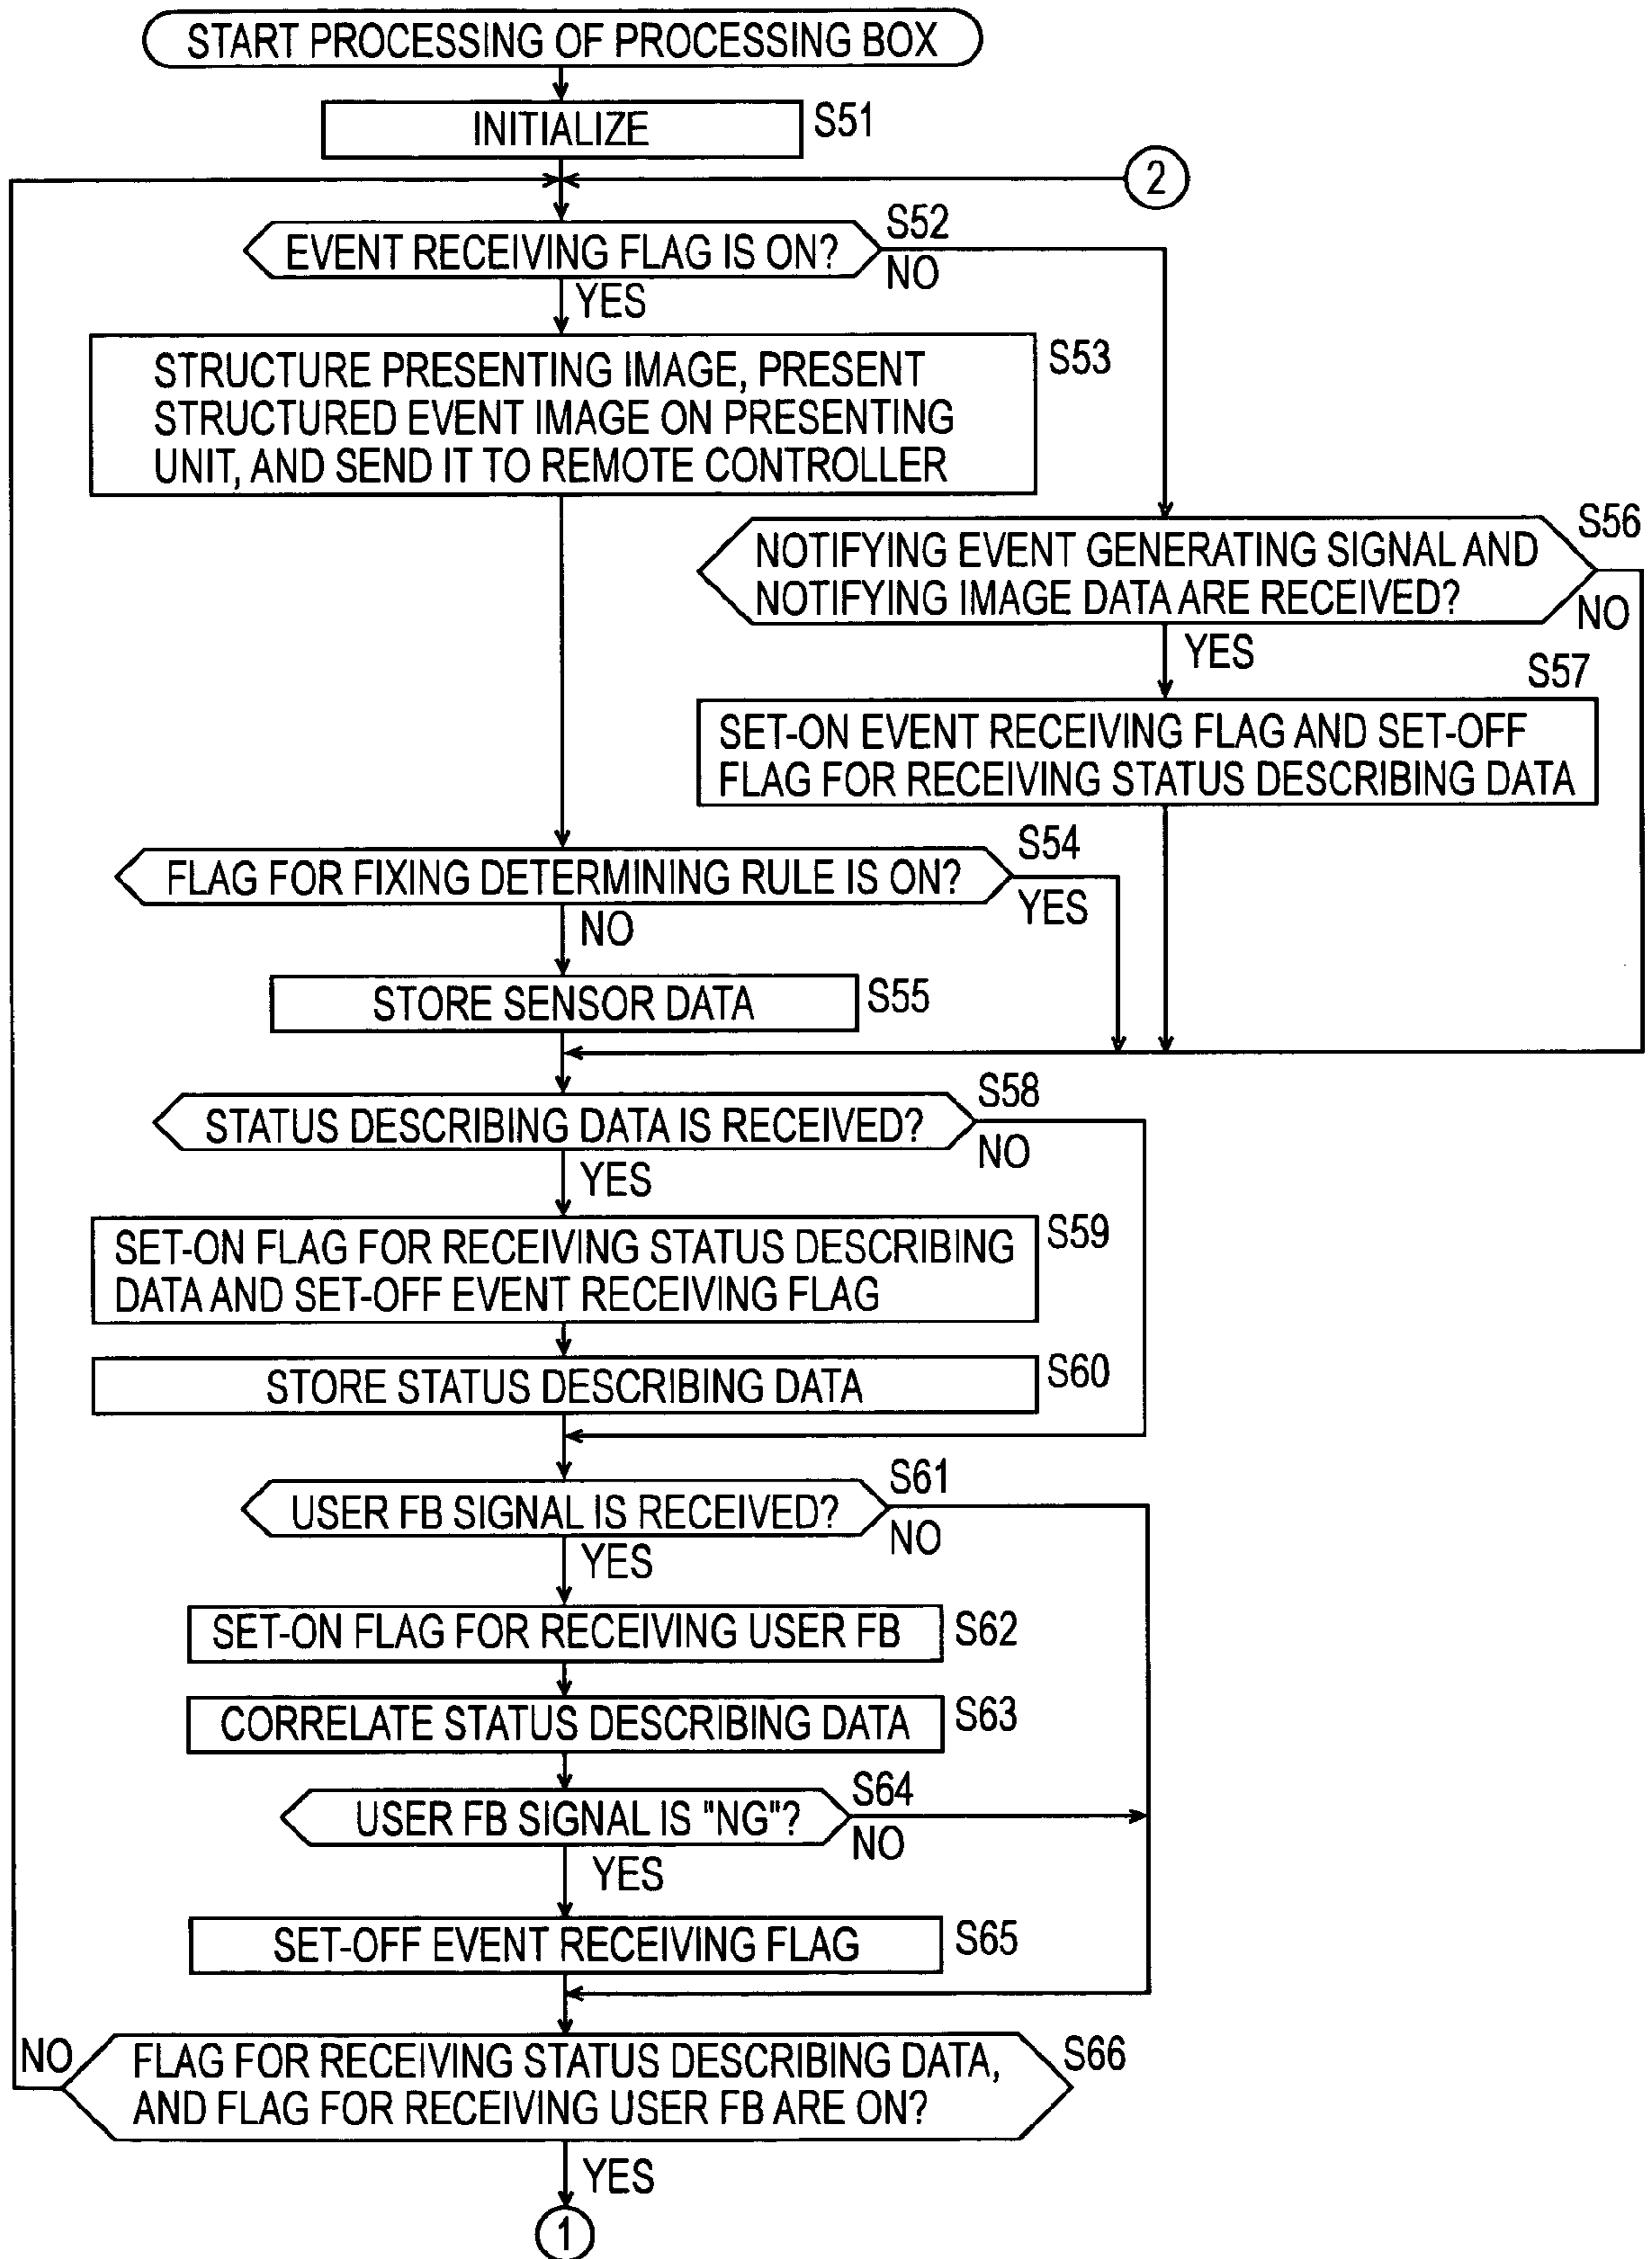 START PROCESSING OF PROCESSING BOX
INITIALIZE
S51
2
EVENT RECEIVING FLAG IS ON?
S52
NO
YES
STRUCTURE PRESENTING IMAGE, PRESENT
STRUCTURED EVENT IMAGE ON PRESENTING
UNIT, AND SEND IT TO REMOTE CONTROLLER
S53
NOTIFYING EVENT GENERATING SIGNAL AND
NOTIFYING IMAGE DATA ARE RECEIVED?
S56
NO
YES
S57
SET-ON EVENT RECEIVING FLAG AND SET-OFF
FLAG FOR RECEIVING STATUS DESCRIBING DATA
FLAG FOR FIXING DETERMINING RULE IS ON?
S54
YES
NO
STORE SENSOR DATA
S55
STATUS DESCRIBING DATA IS RECEIVED?
S58
NO
YES
SET-ON FLAG FOR RECEIVING STATUS DESCRIBING
DATA AND SET-OFF EVENT RECEIVING FLAG
S59
STORE STATUS DESCRIBING DATA
S60
USER FB SIGNAL IS RECEIVED?
S61
NO
YES
SET-ON FLAG FOR RECEIVING USER FB
S62
CORRELATE STATUS DESCRIBING DATA
S63
USER FB SIGNAL IS "NG"?
S64
NO
YES
SET-OFF EVENT RECEIVING FLAG
S65
NO
FLAG FOR RECEIVING STATUS DESCRIBING DATA,
AND FLAG FOR RECEIVING USER FB ARE ON?
S66
YES
1